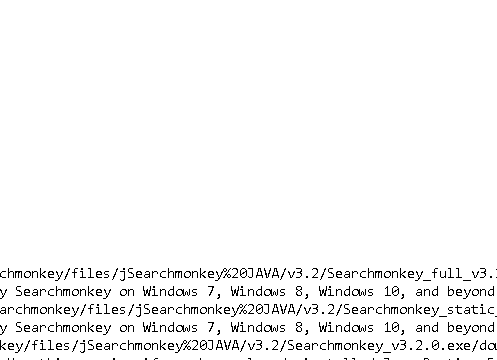 chmonkey/files/jSearchmonkey%20JAVA/v3.2/Searchmonkey_full_v3.
y Searchmonkey on Windows 7, Windows 8, Windows 10, and beyond
archmonkey/files/jSearchmonkey%20JAVA/v3.2/Searchmonkey_static_
y Searchmonkey on Windows 7, Windows 8, Windows 10, and beyond
key/files/jSearchmonkey%20JAVA/v3.2/Searchmonkey_v3.2.0.exe/do